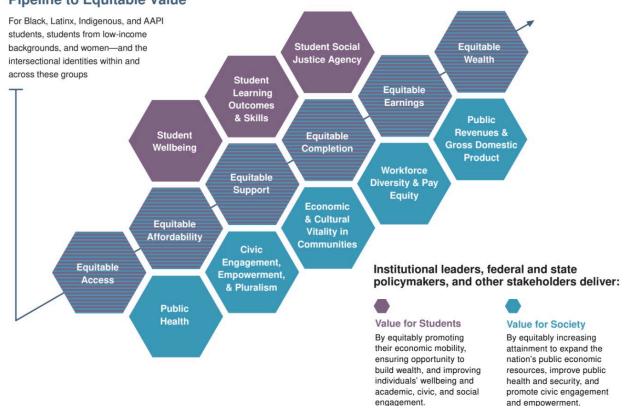 Pipeline to Equitable Value
For Black, Latinx, Indigenous, and AAPI
students, students from low-income
backgrounds, and women—and the
intersectional identities within and
across these groups
Student Social
Justice Agency
Equitable
Wealth
Student
Learning
Outcomes
& Skills
Equitable
Earnings
Student
Wellbeing
Equitable
Completion
Public
Revenues &
Gross Domestic
Product
Equitable
Support
Workforce
Diversity & Pay
Equity
Equitable
Affordability
Economic
& Cultural
Vitality in
Communities
Equitable
Access
Civic
Engagement,
Empowerment,
& Pluralism
Public
Health
Institutional leaders, federal and state
policymakers, and other stakeholders deliver:
Value for Students
By equitably promoting
their economic mobility,
ensuring opportunity to
build wealth, and improving
individuals' wellbeing and
academic, civic, and social
engagement.
Value for Society
By equitably increasing
attainment to expand the
nation's public economic
resources, improve public
health and security, and
promote civic engagement
and empowerment.